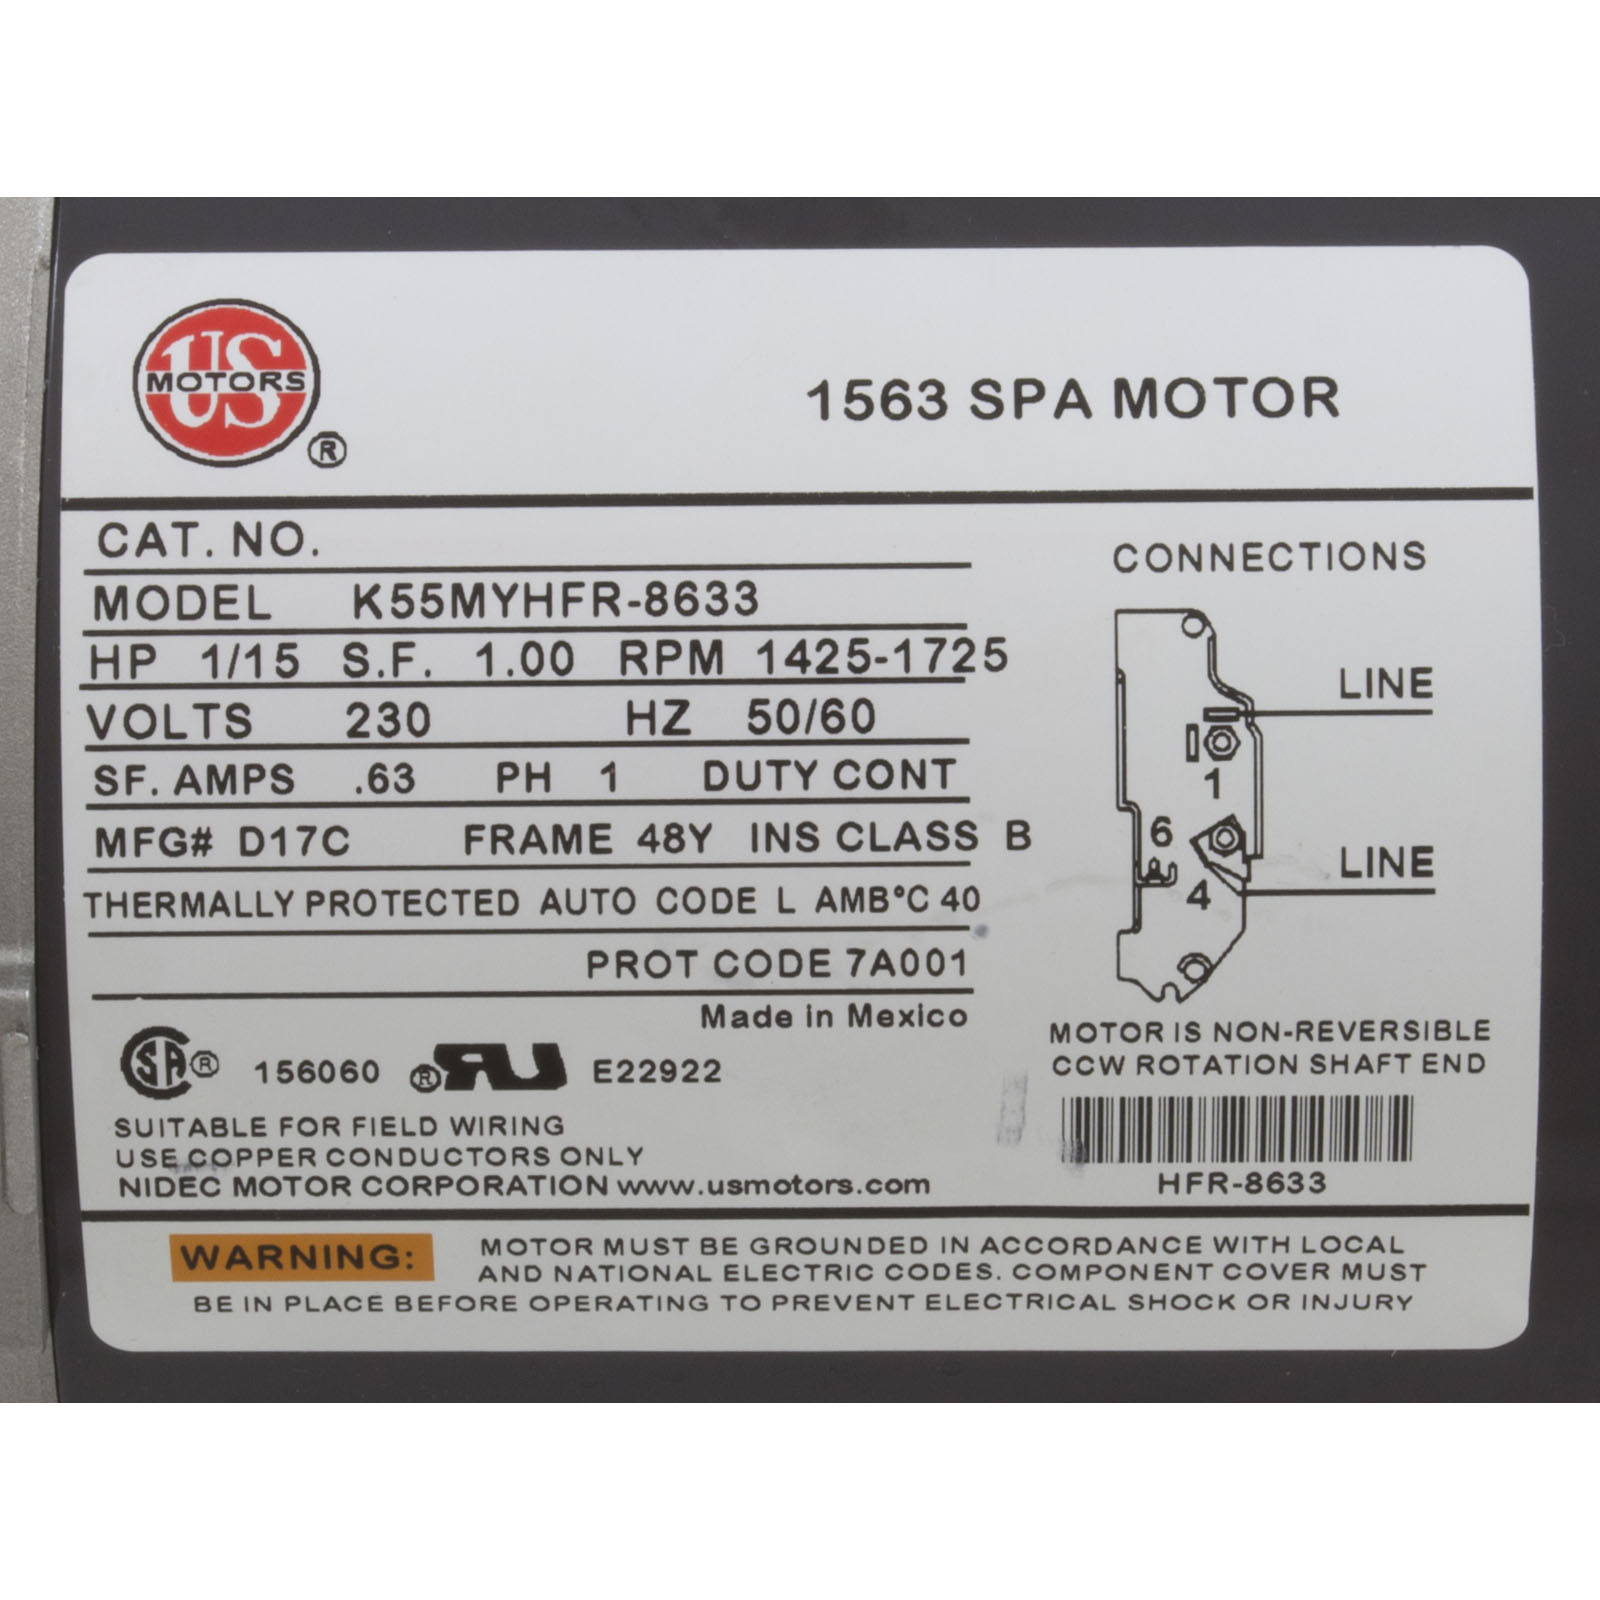 US
MOTORS
®
1563 SPA MOTOR
CAT. NO.
MODEL K55MYHFR-8633
HP 1/15 S.F. 1.00 RPM 1425-1725
VOLTS 230 HZ 50/60
SF. AMPS .63 PH 1 DUTY CONT
MFG# D17C FRAME 48Y INS CLASS B
THERMALLY PROTECTED AUTO CODE L AMB°C 40
PROT CODE 7A001
Made in Mexico
SA ® 156060 ® RU E22922
SUITABLE FOR FIELD WIRING
USE COPPER CONDUCTORS ONLY
NIDEC MOTOR CORPORATION www.usmotors.com
CONNECTIONS
LINE
1
6
LINE
4
MOTOR IS NON-REVERSIBLE
CCW ROTATION SHAFT END
HFR-8633
WARNING: MOTOR MUST BE GROUNDED IN ACCORDANCE WITH LOCAL
AND NATIONAL ELECTRIC CODES. COMPONENT COVER MUST
BE IN PLACE BEFORE OPERATING TO PREVENT ELECTRICAL SHOCK OR INJURY